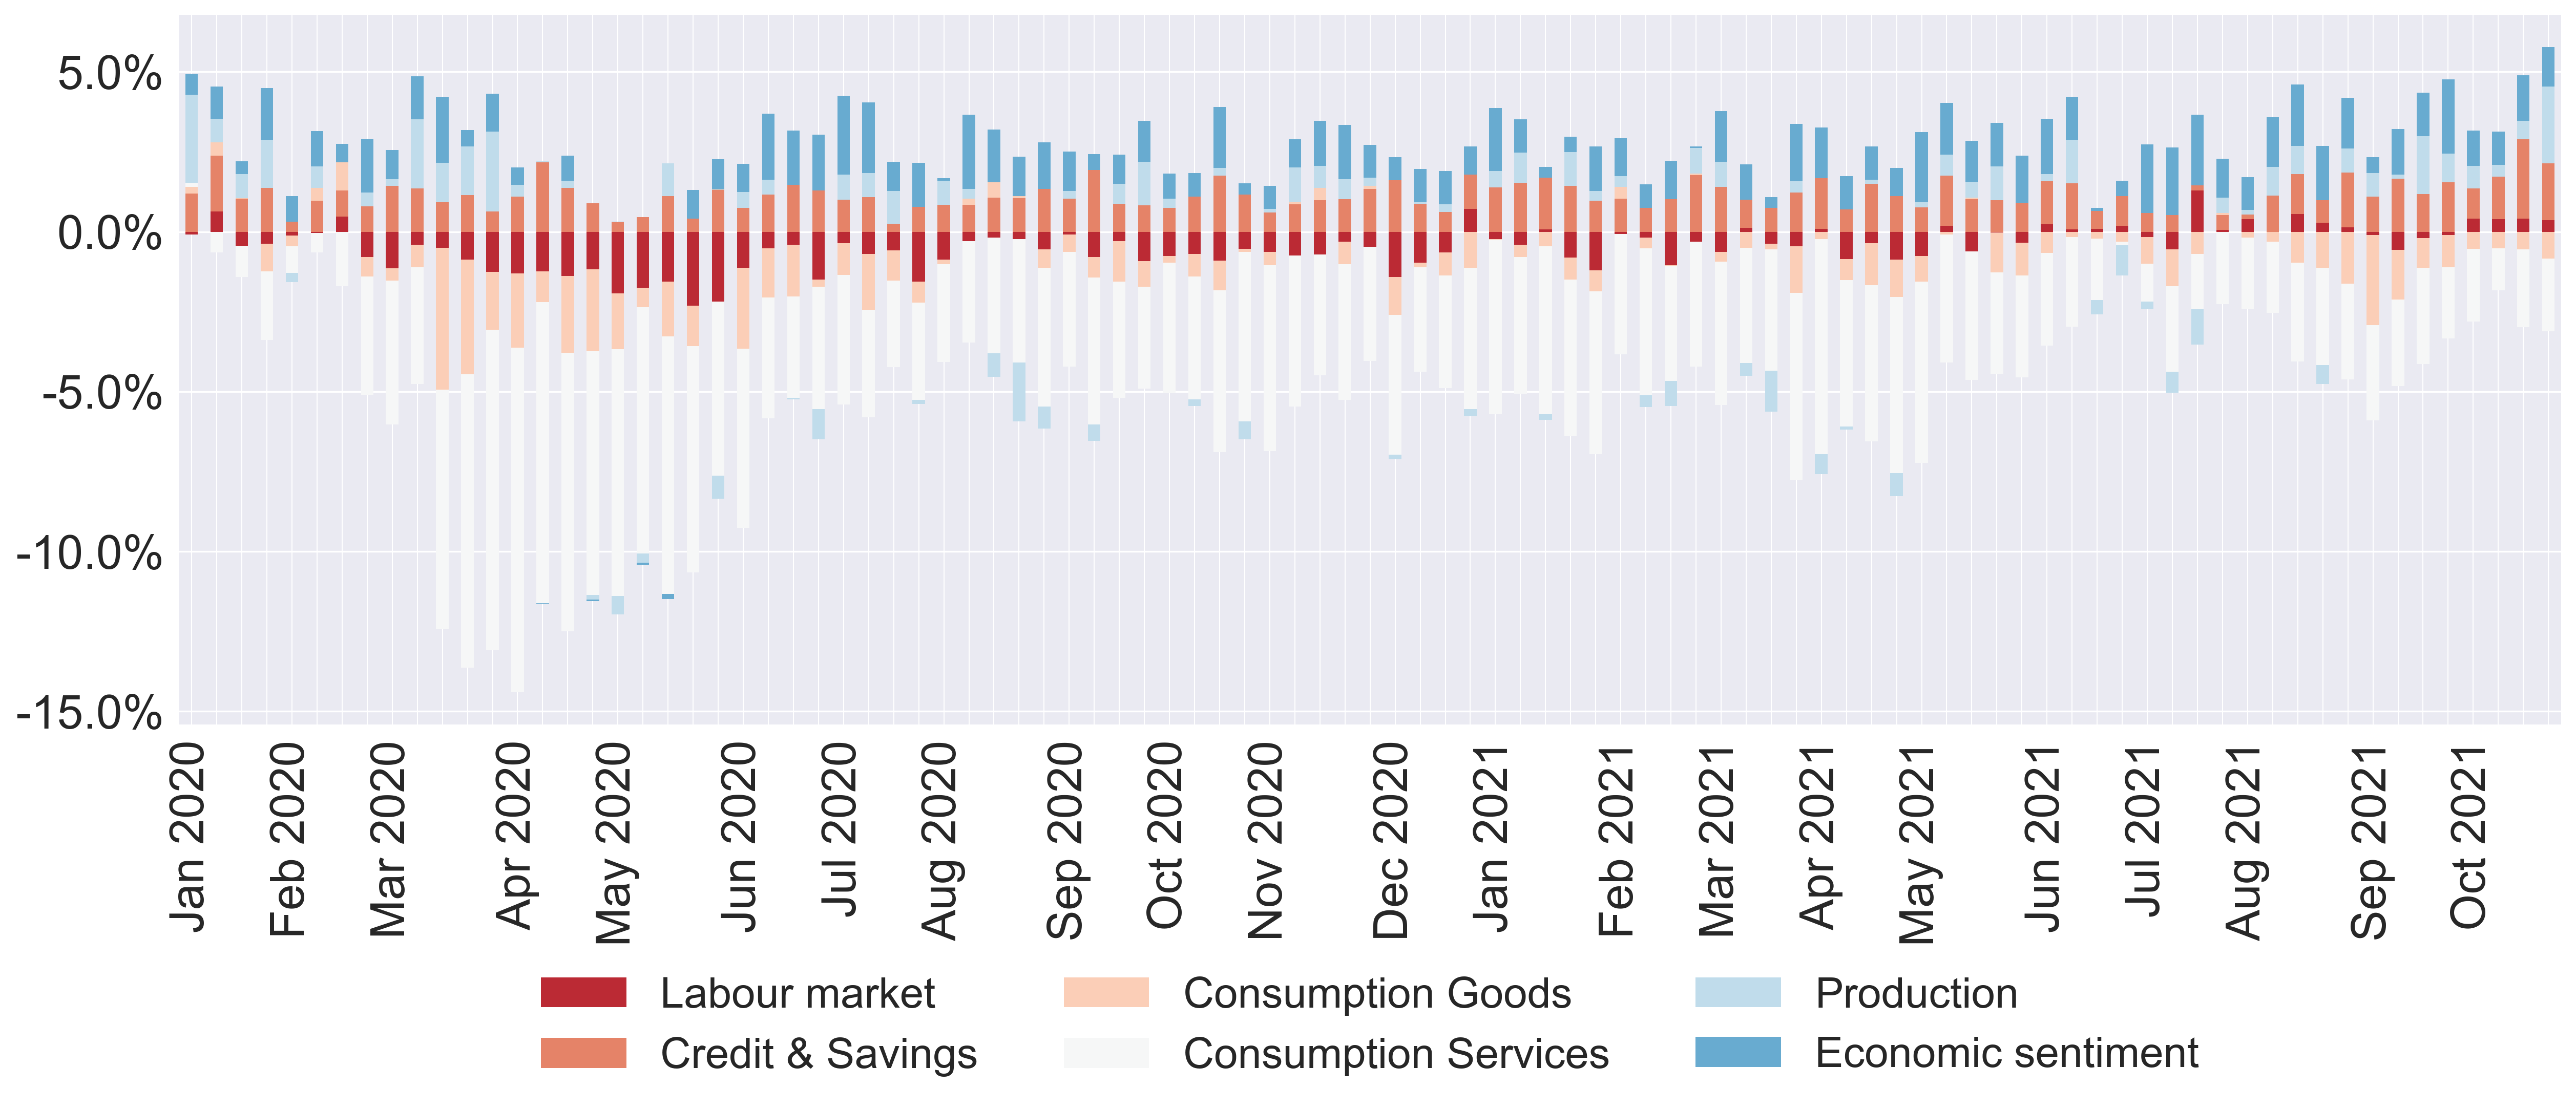 5.0%
0.0%
-5.0%
-10.0%
-15.0%
Jan 2020
Feb 2020
Mar 2020
Apr 2020
May 2020
Jun 2020
Jul 2020
Aug 2020
Sep 2020
Oct 2020
Nov 2020
Dec 2020
Jan 2021
Feb 2021
Mar 2021
Apr 2021
May 2021
Jun 2021
Jul 2021
Aug 2021
Sep 2021
Oct 2021
Labour market
Consumption Goods
Production
Credit & Savings
Consumption Services
Economic sentiment